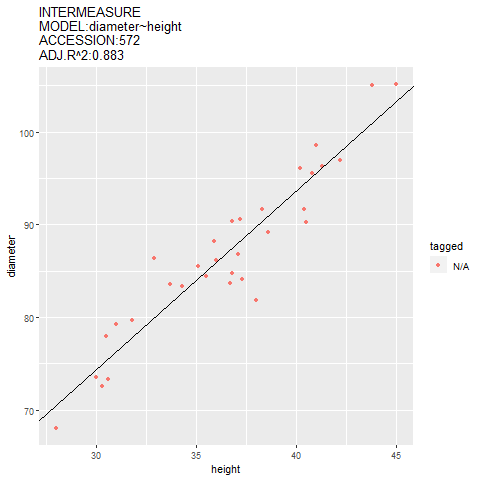 INTERMEASURE
MODEL:diameter~height
ACCESSION:572
ADJ.R^2:0.883
100
90
80
70
diameter
30
35
40
45
height
tagged
N/A